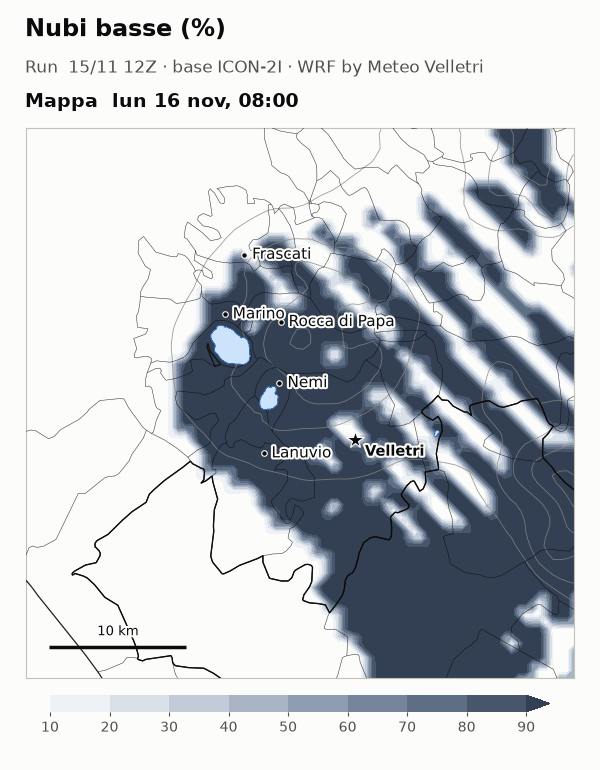 Nubi basse (%)
Run  15/11 12Z · base ICON-2I · WRF by Meteo Velletri
Mappa  lun 16 nov, 08:00
Frascati
Marino
Rocca di Papa
Nemi
Velletri
Lanuvio
10 km
10 20 30 40 50 60 70 80 90